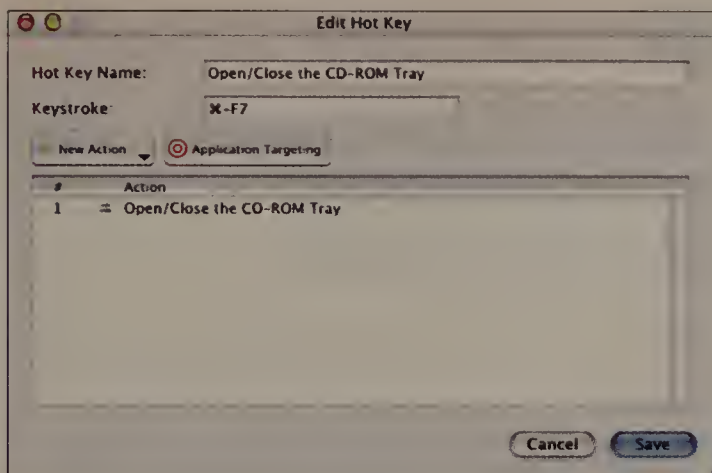 Edit Hot Key
Hot Key Name: Open/Close the CD-ROM Tray
Keystroke: ⌘-F7
New Action Application Targeting
# Action
1 Open/Close the CD-ROM Tray
Cancel Save